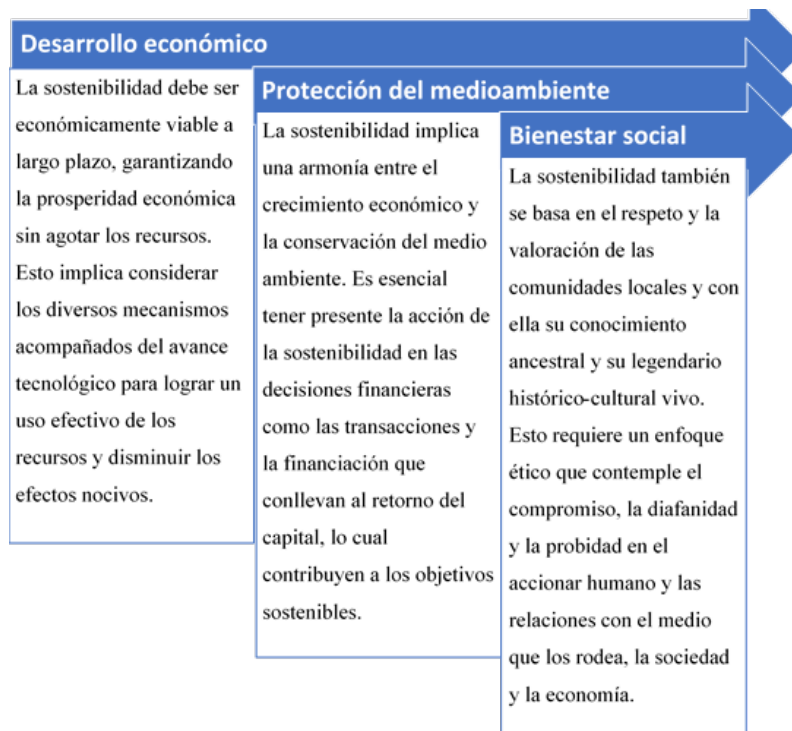 Desarrollo económico
La sostenibilidad debe ser
económicamente viable a
largo plazo, garantizando
la prosperidad económica
sin agotar los recursos.
Esto implica considerar
los diversos mecanismos
acompañados del avance
tecnológico para lograr un
uso efectivo de los
recursos y disminuir los
efectos nocivos.
Protección del medioambiente
La sostenibilidad implica
una armonía entre el
crecimiento económico y
la conservación del medio
ambiente. Es esencial
tener presente la acción de
la sostenibilidad en las
decisiones financieras
como las transacciones y
la financiación que
conllevan al retorno del
capital, lo cual
contribuyen a los objetivos
sostenibles.
Bienestar social
La sostenibilidad también
se basa en el respeto y la
valoración de las
comunidades locales y con
ella su conocimiento
ancestral y su legendario
histórico-cultural vivo.
Esto requiere un enfoque
ético que contemple el
compromiso, la diafanidad
y la probidad en el
accionar humano y las
relaciones con el medio
que los rodea, la sociedad
y la economía.